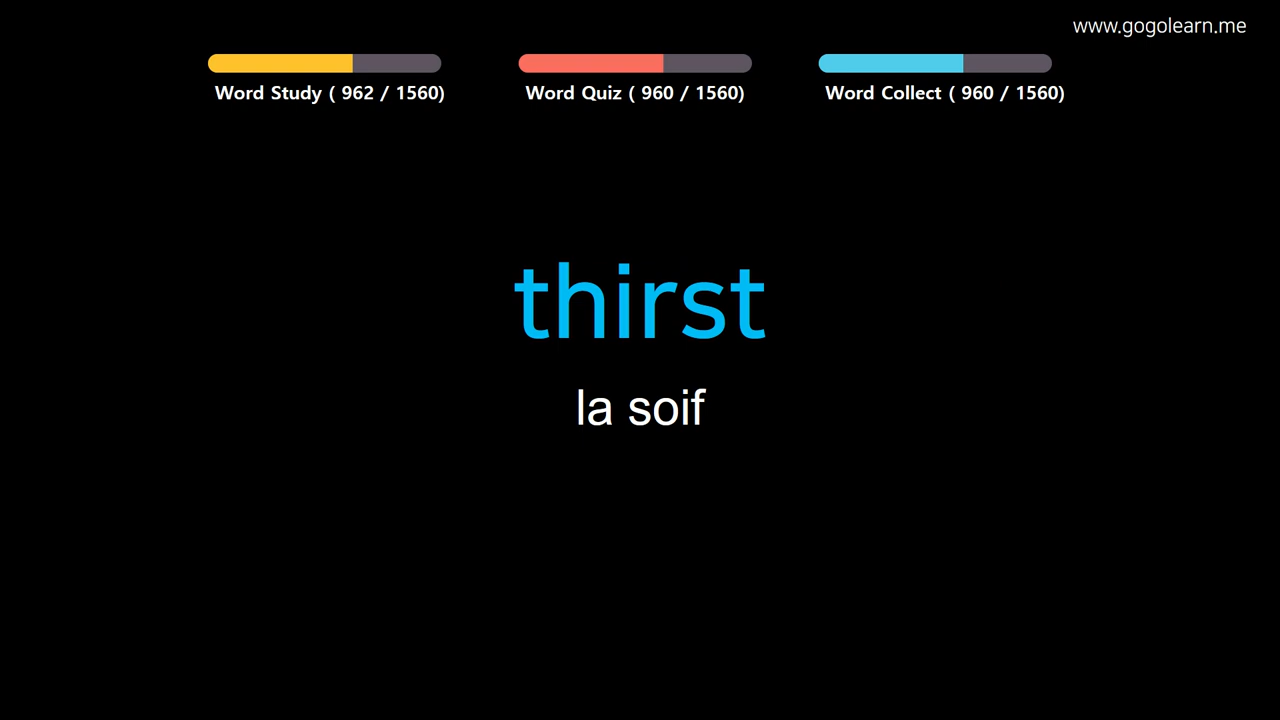 www.gogolearn.me
Word Study ( 962 / 1560)
Word Quiz ( 960 / 1560)
Word Collect ( 960 / 1560)
thirst
la soif